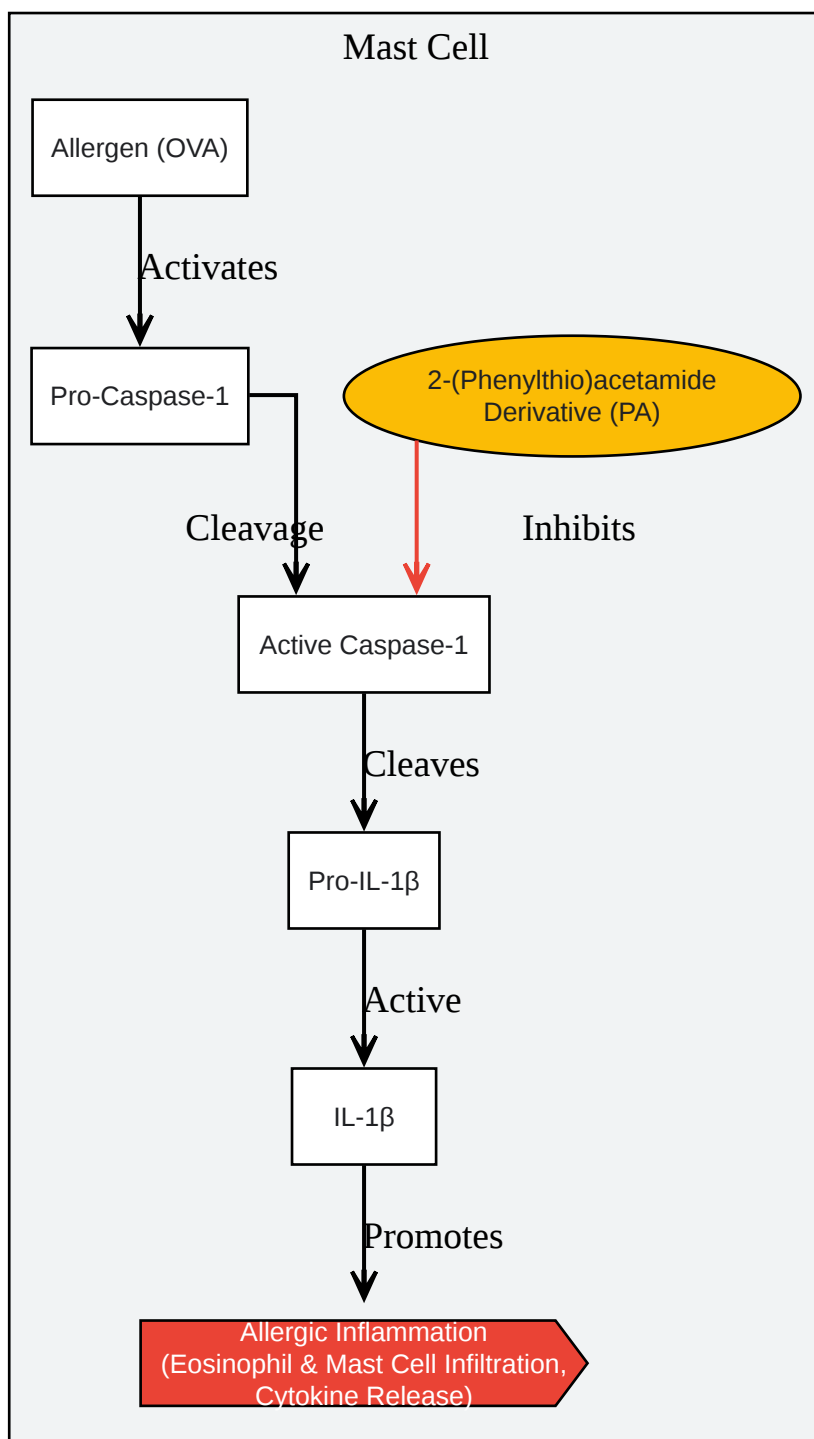 Mast Cell
Allergen (OVA)
Activates
Pro-Caspase-1
2-(Phenylthio)acetamide
Derivative (PA)
Cleavage
Inhibits
Active Caspase-1
Cleaves
Pro-IL-1β
Active
IL-1β
Promotes
Allergic Inflammation
(Eosinophil & Mast Cell Infiltration,
Cytokine Release)